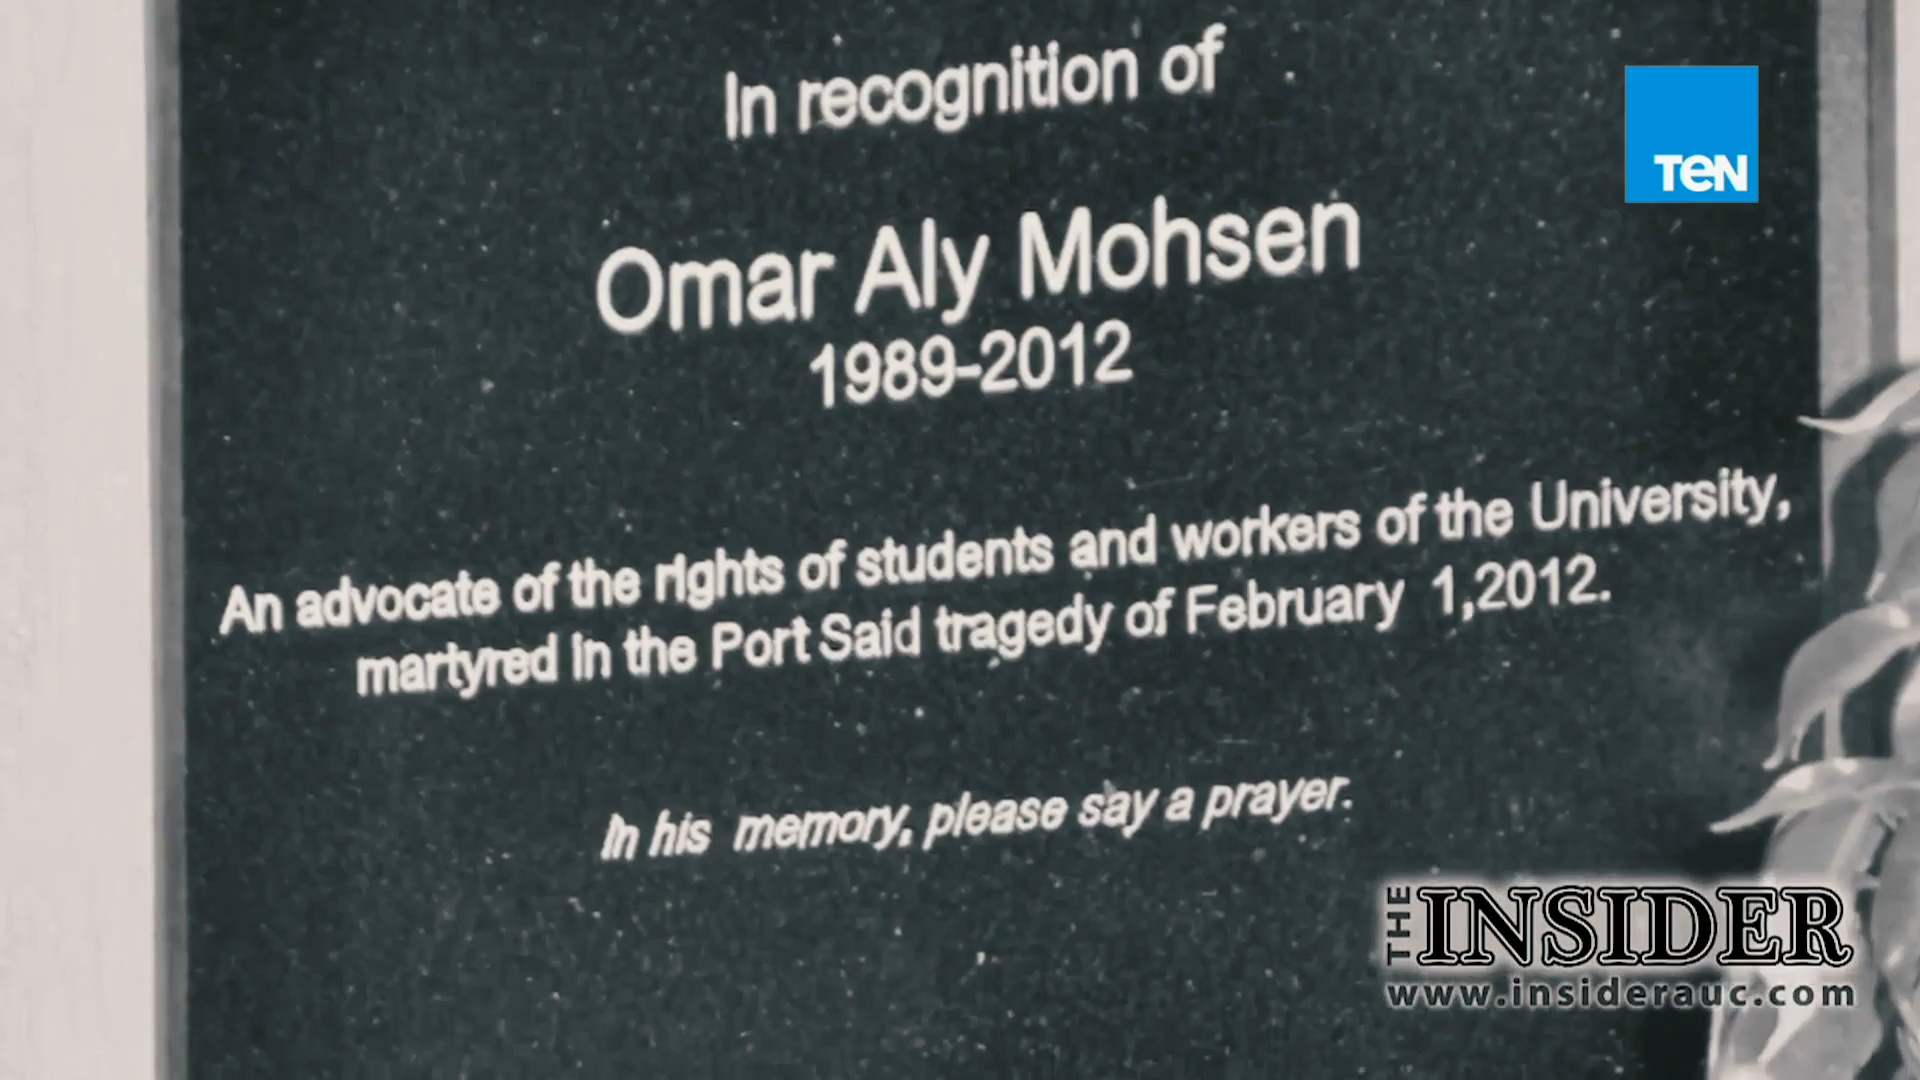 In recognition of
TeN
Omar Aly Mohsen
1989-2012
An advocate of the rights of students and workers of the University,
martyred in the Port Said tragedy of February 1,2012.
In his memory, please say a prayer.
THE INSIDER
www.insiderauc.com